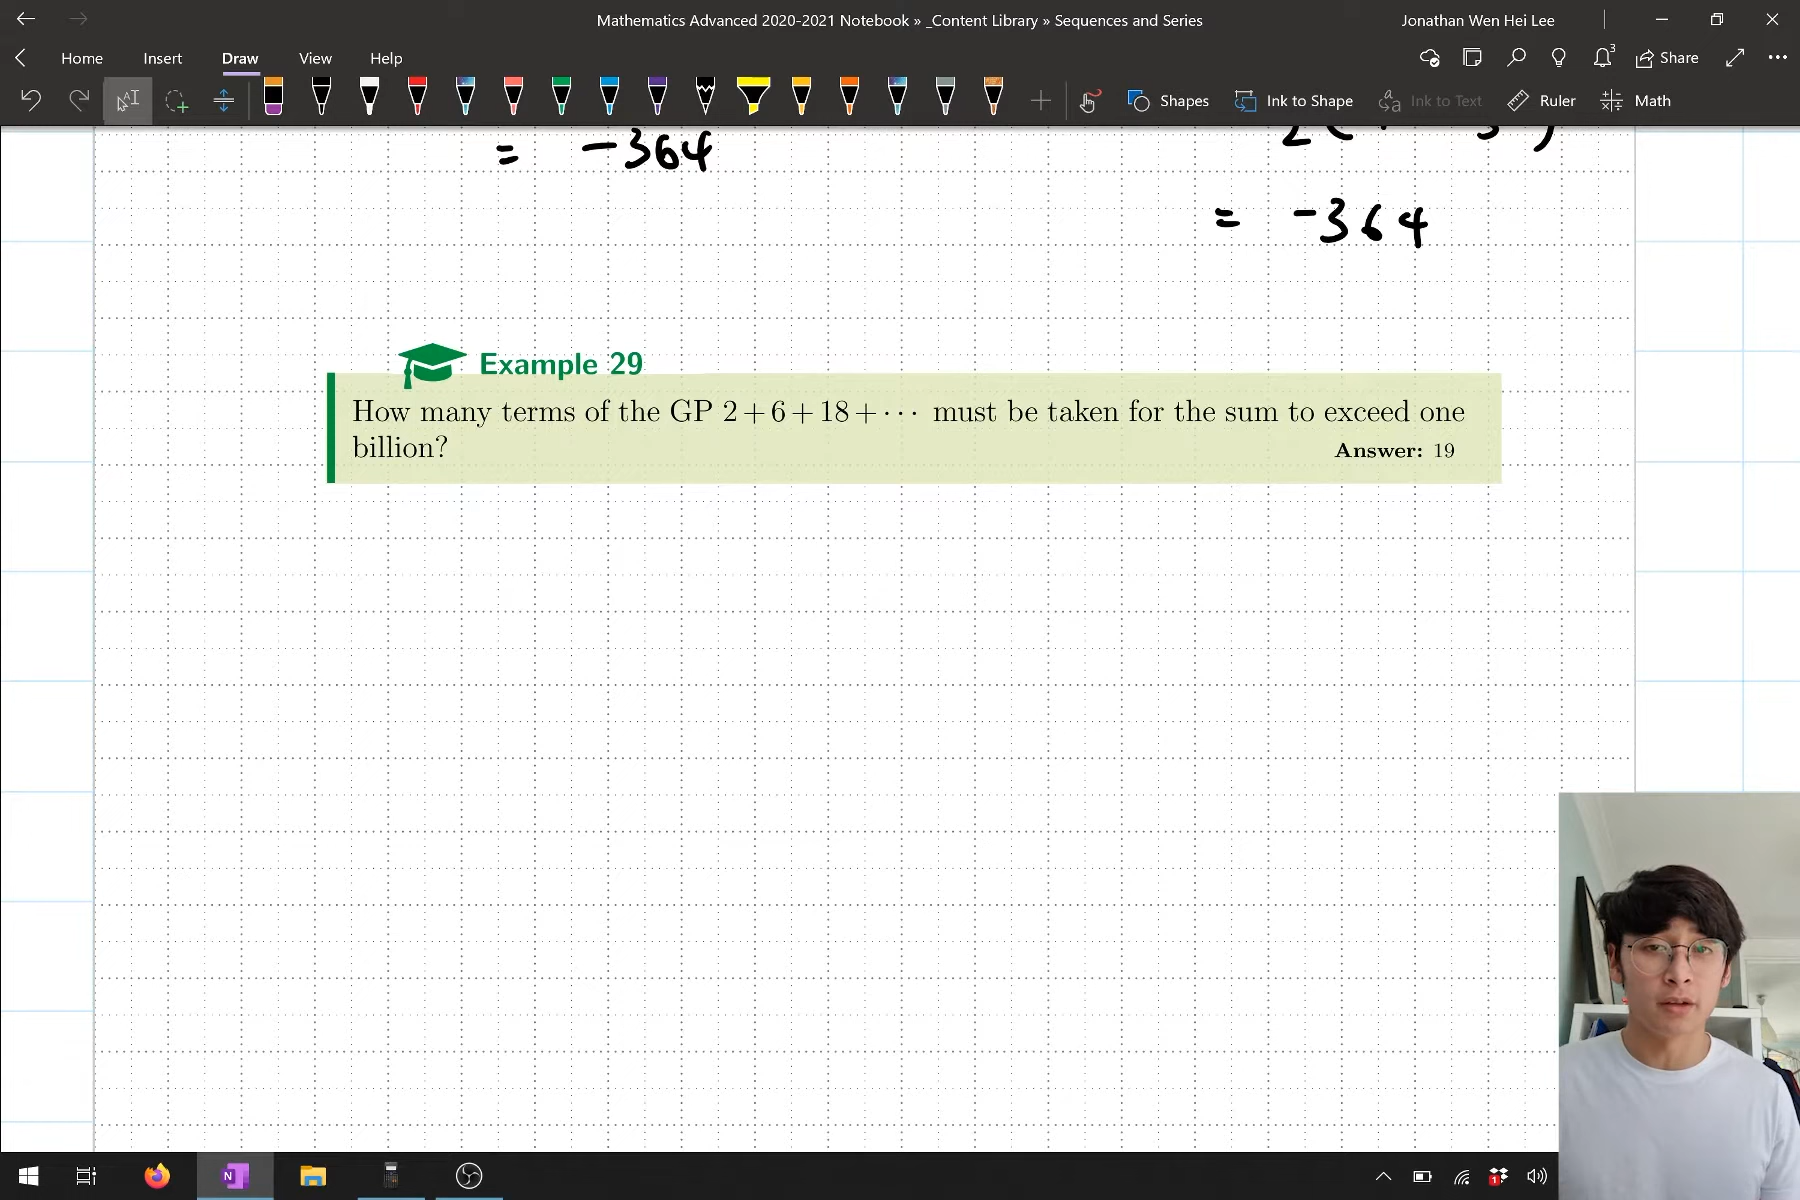 Mathematics Advanced 2020-2021 Notebook » _Content Library » Sequences and Series
Jonathan Wen Hei Lee
Home Insert Draw View Help
3
Share
Shapes
Ink to Shape
Ink to Text
Ruler
Math
= -364
= -364
Example 29
How many terms of the GP 2 + 6 + 18 + ··· must be taken for the sum to exceed one
billion?
Answer: 19
N
1